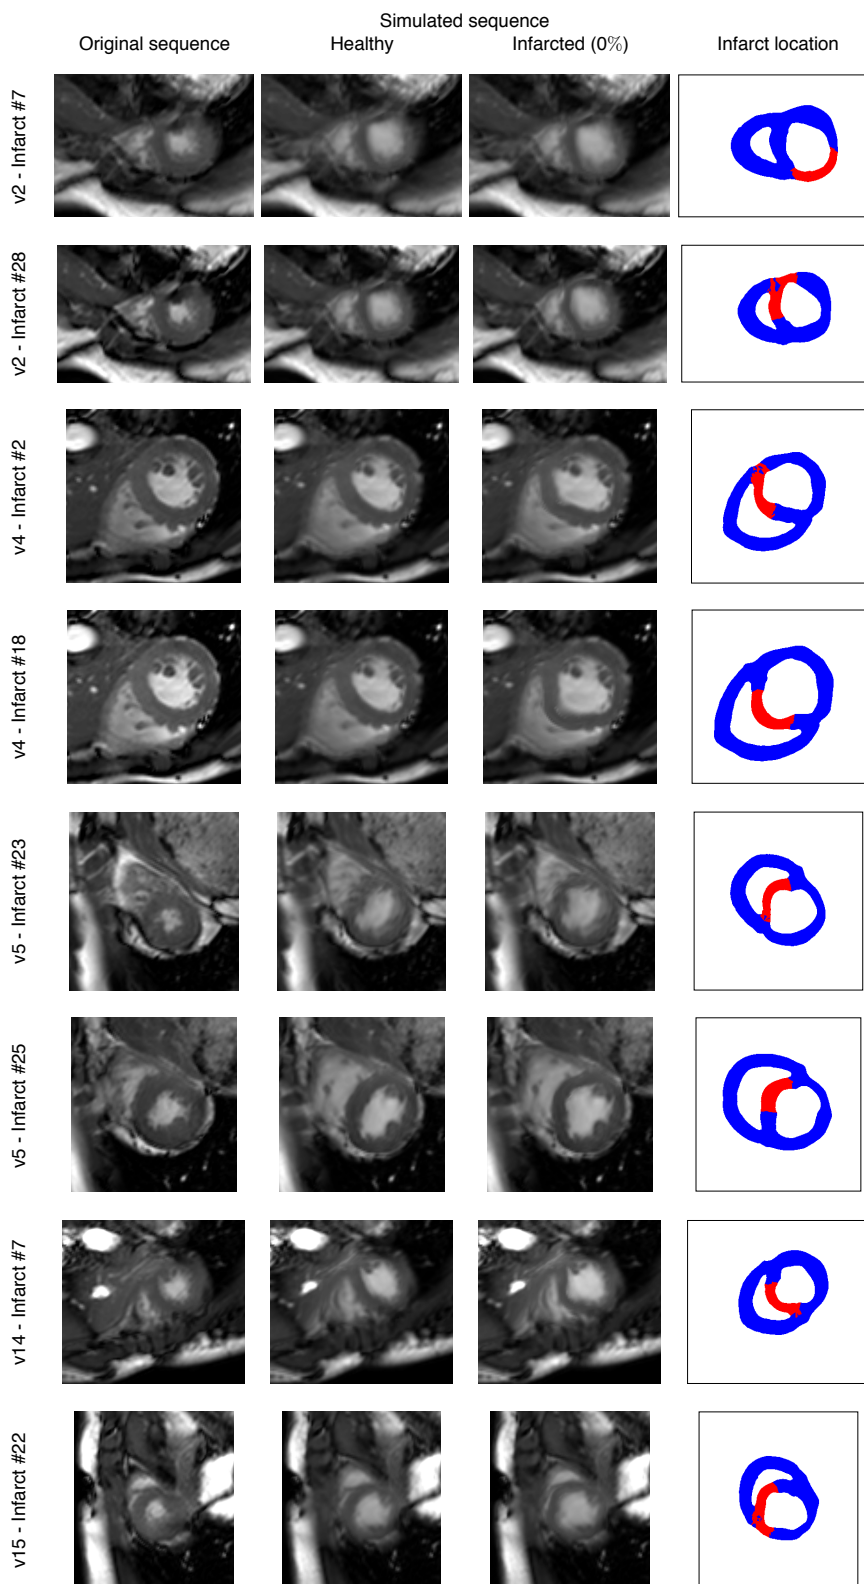 Simulated sequence
Original sequence Healthy Infarcted (0%) Infarct location
v2 - Infarct #7
v2 - Infarct #28
v4 - Infarct #2
v4 - Infarct #18
v5 - Infarct #23
v5 - Infarct #25
v14 - Infarct #7
v15 - Infarct #22